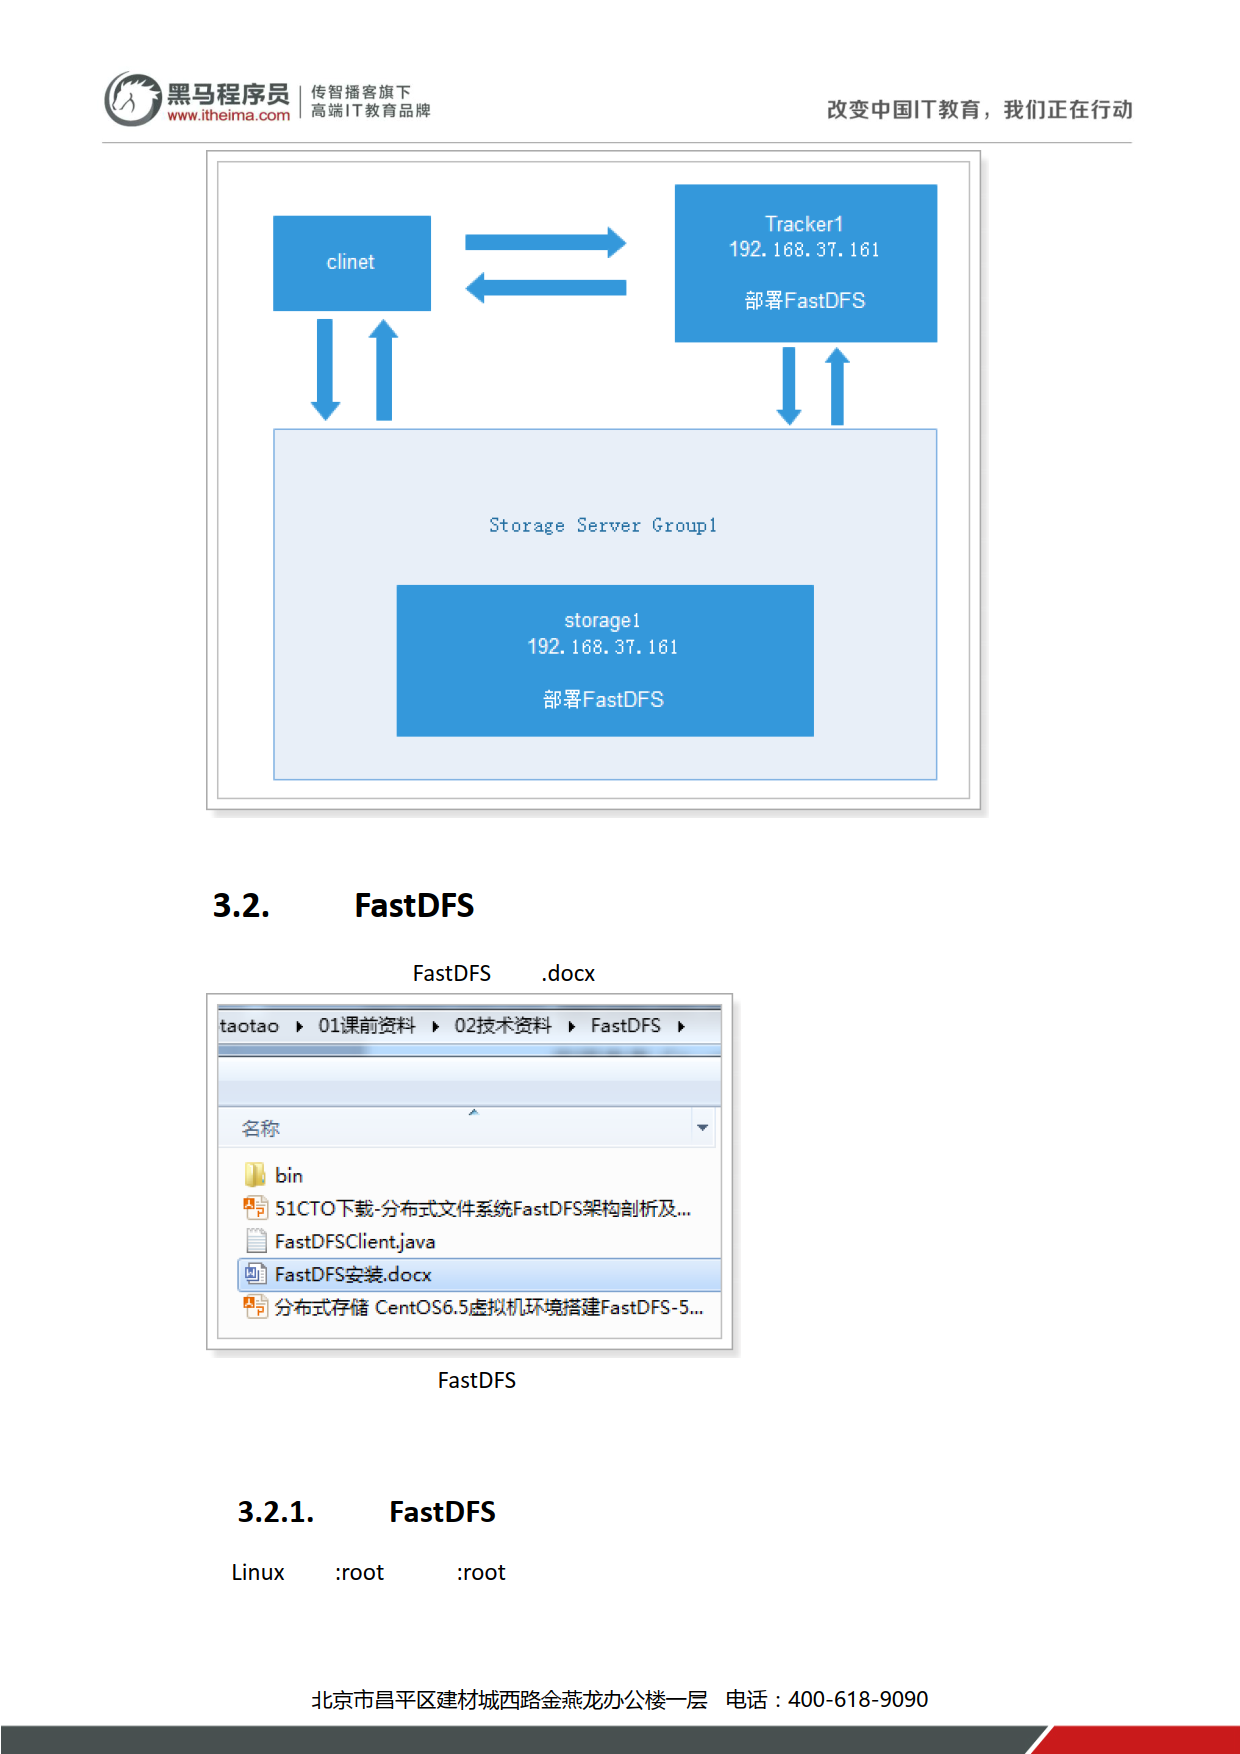 黑马程序员
www.itheima.com
传智播客旗下
高端IT教育品牌
改变中国IT教育，我们正在行动
clinet
Tracker1
192.168.37.161
部署FastDFS
Storage Server Group1
storage1
192.168.37.161
部署FastDFS
3.2. FastDFS
FastDFS .docx
taotao 01课前资料 02技术资料 FastDFS
名称
bin
51CTO下载-分布式文件系统FastDFS架构剖析及...
FastDFSClient.java
FastDFS安装.docx
分布式存储 CentOS6.5虚拟机环境搭建FastDFS-5...
FastDFS
3.2.1. FastDFS
Linux :root :root
北京市昌平区建材城西路金燕龙办公楼一层 电话：400-618-9090